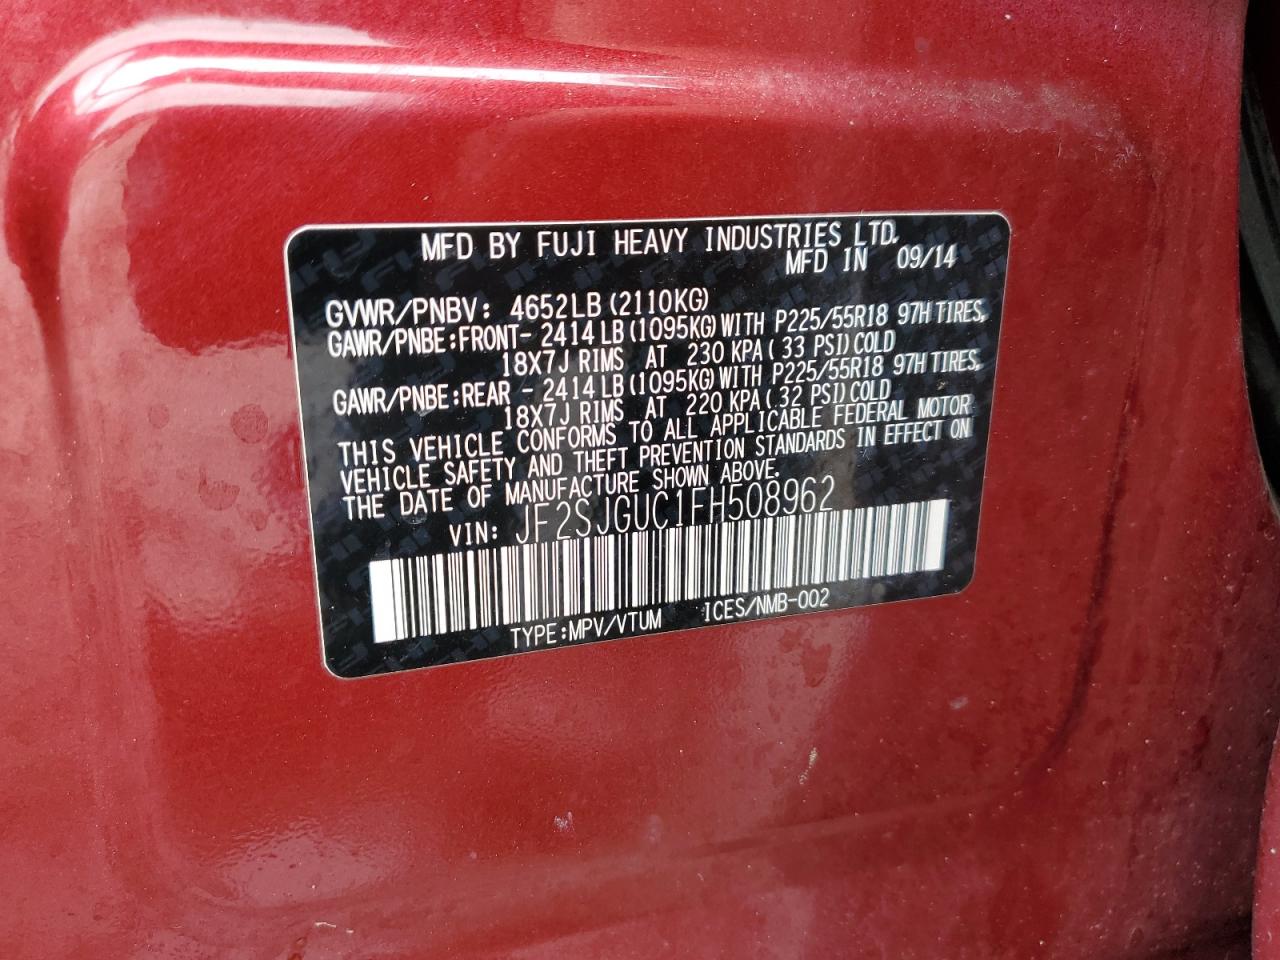 MFD BY FUJI HEAVY INDUSTRIES LTD.
MFD IN 09/14
GVWR/PNBV: 4652LB(2110KG)
GAWR/PNBE:FRONT- 2414LB(1095KG)WITH P225/55R18 97H TIRES,
18X7J RIMS AT 230 KPA( 33 PSI)COLD
GAWR/PNBE:REAR - 2414LB(1095KG)WITH P225/55R18 97H TIRES,
18X7J RIMS AT 220 KPA( 32 PSI)COLD
THIS VEHICLE CONFORMS TO ALL APPLICABLE FEDERAL MOTOR
VEHICLE SAFETY AND THEFT PREVENTION STANDARDS IN EFFECT ON
THE DATE OF MANUFACTURE SHOWN ABOVE.
VIN: JF2SJGUC1FH508962
TYPE:MPV/VTUM ICES/NMB-002